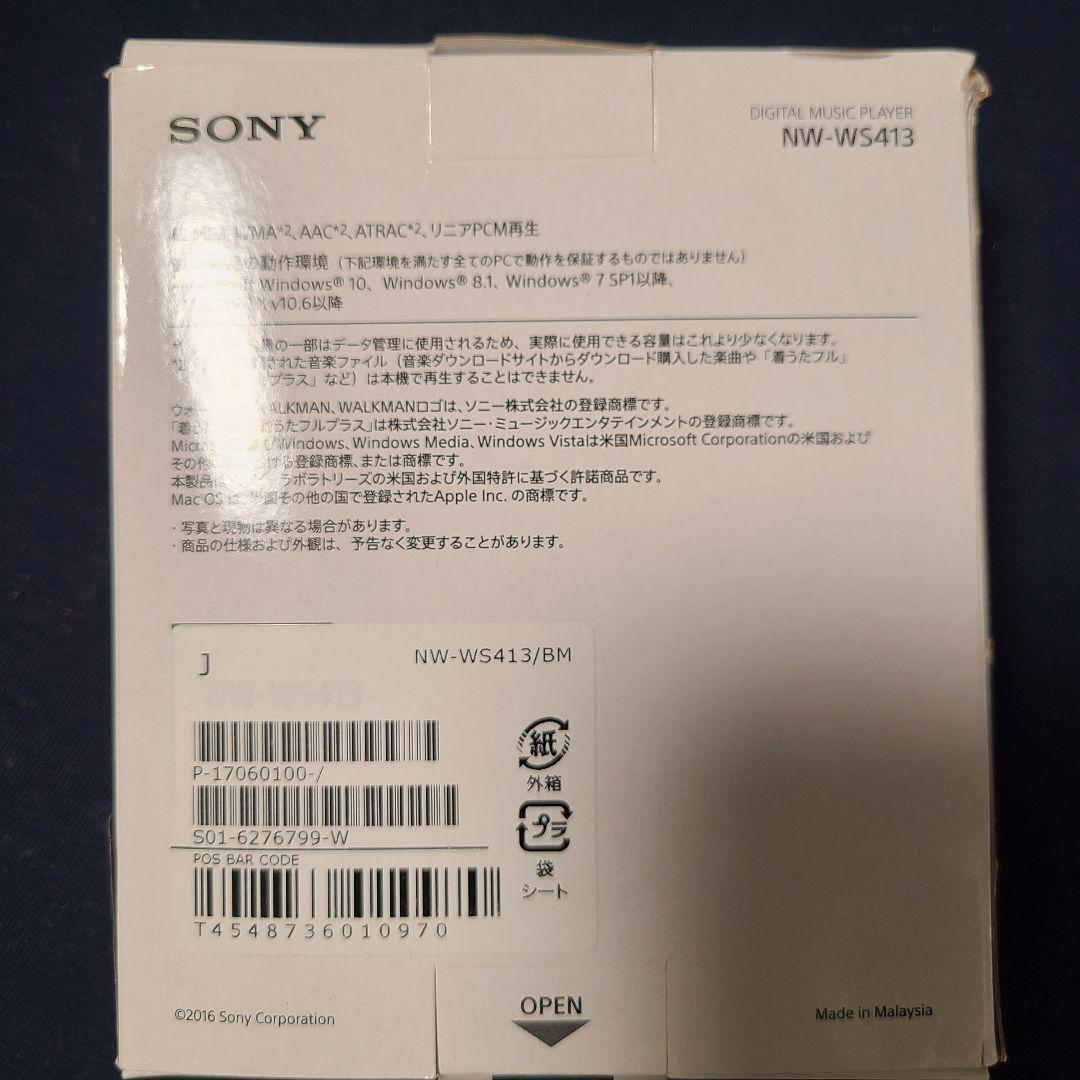 SONY
DIGITAL MUSIC PLAYER
NW-WS413
WMA*2、AAC*2、ATRAC*2、リニアPCM再生
の動作環境（下記環境を満たす全てのPCで動作を保証するものではありません）
Windows® 10、Windows® 8.1、Windows® 7 SP1以降、
v10.6以降
の一部はデータ管理に使用されるため、実際に使用できる容量はこれより少なくなります。
された音楽ファイル（音楽ダウンロードサイトからダウンロード購入した楽曲や「着うたフル」
プラス」など）は本機で再生することはできません。
WALKMAN、WALKMANロゴは、ソニー株式会社の登録商標です。
うたフルプラス」は株式会社ソニー・ミュージックエンタテインメントの登録商標です。
Windows、Windows Media、Windows Vistaは米国Microsoft Corporationの米国および
その他 登録商標、または商標です。
本製品は ラボラトリーズの米国および外国特許に基づく許諾商品です。
Mac OS 米国その他の国で登録されたApple Inc. の商標です。
・写真と現物は異なる場合があります。
・商品の仕様および外観は、予告なく変更することがあります。
J
NW-WS413/BM
P-17060100-/
S01-6276799-W
POS BAR CODE
T4548736010970
紙
外箱
プラ
袋
シート
©2016 Sony Corporation
OPEN
Made in Malaysia